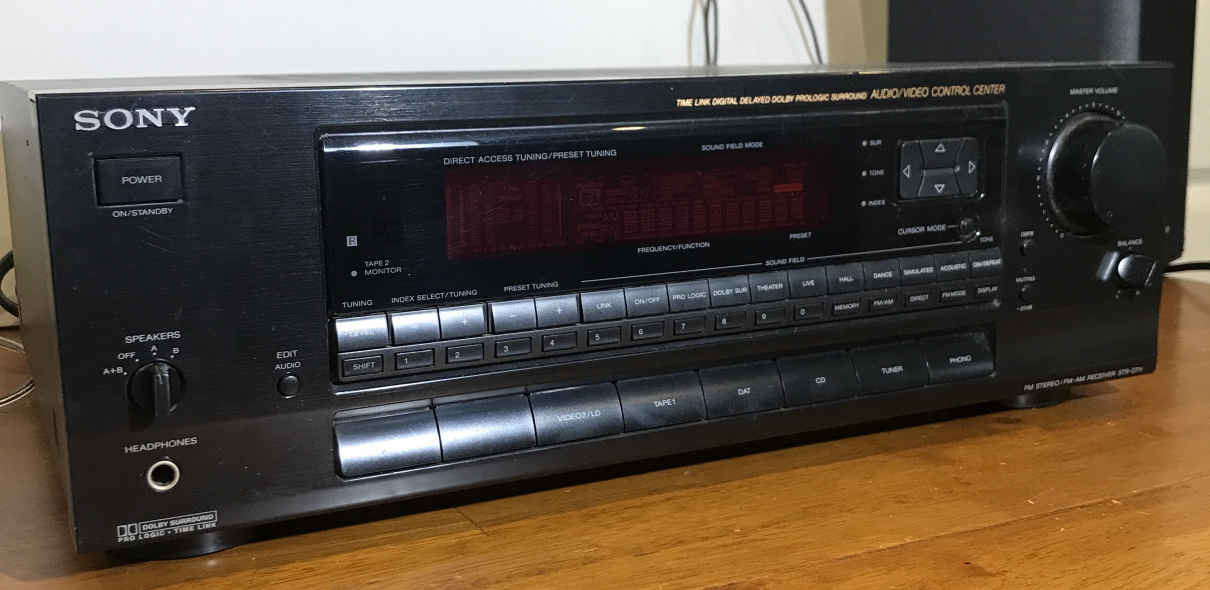 SONY
TIME LINK DIGITAL DELAYED DOLBY PROLOGIC SURROUND AUDIO/VIDEO CONTROL CENTER
MASTER VOLUME
POWER
ON/STANDBY
DIRECT ACCESS TUNING/PRESET TUNING
SOUND FIELD MODE
SUR
TONE
INDEX
CURSOR MODE
R
TAPE 2
MONITOR
FREQUENCY/FUNCTION
PRESET
BALANCE
TUNING
INDEX SELECT/TUNING
PRESET TUNING
SOUND FIELD
TONE
- + LINK ON/OFF PRO LOGIC DOLBY SUR THEATER LIVE HALL DANCE SIMULATED ACOUSTIC ON/DEFEAT
+
SHIFT 1 2 3 4 5 6 7 8 9 0 MEMORY FM/AM DIRECT FM MODE DISPLAY
MUTING
SPEAKERS
OFF A B
A+B
EDIT
AUDIO
VIDEO2/LD TAPE1 DAT CD TUNER PHONO
HEADPHONES
FM STEREO/FM-AM RECEIVER
DOLBY SURROUND
PRO LOGIC • TIME LINK